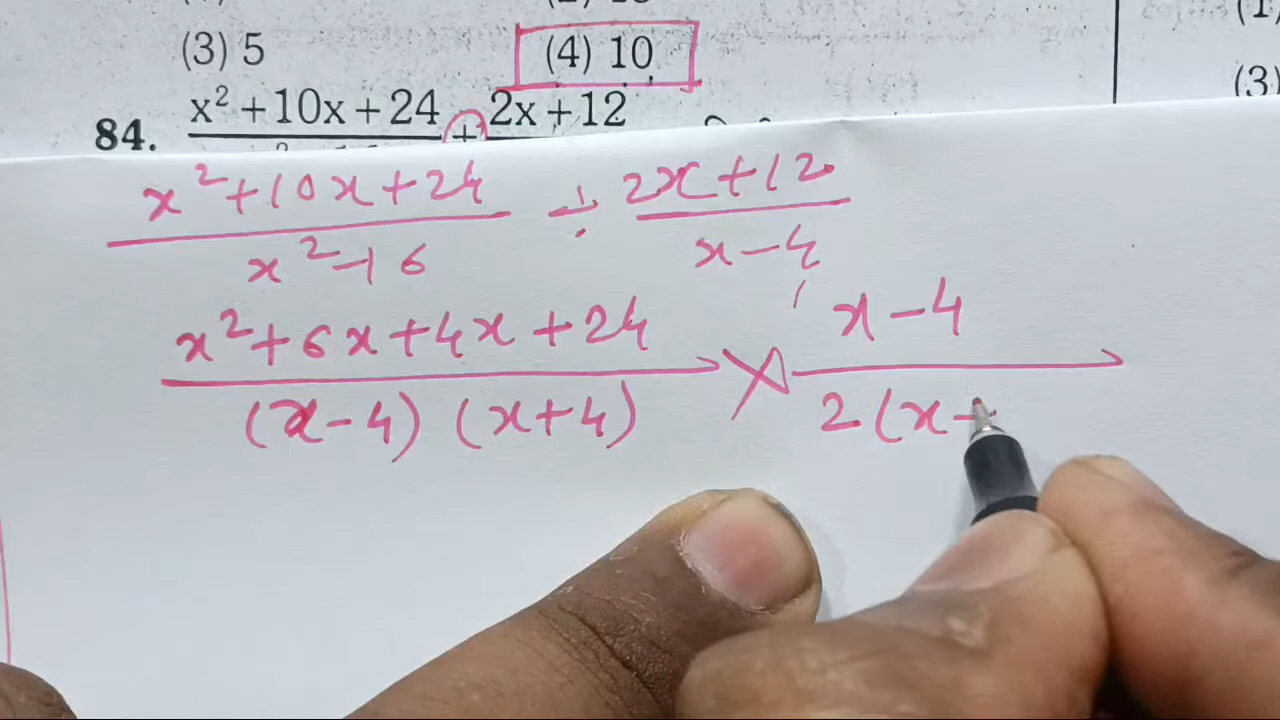 (3) 5
(4) 10
(3)
84. x² + 10x + 24 ÷ 2x + 12
x² + 10x + 24 ÷ 2x + 12
x² - 16 x - 4
x² + 6x + 4x + 24 × x - 4
(x - 4) (x + 4) 2 (x